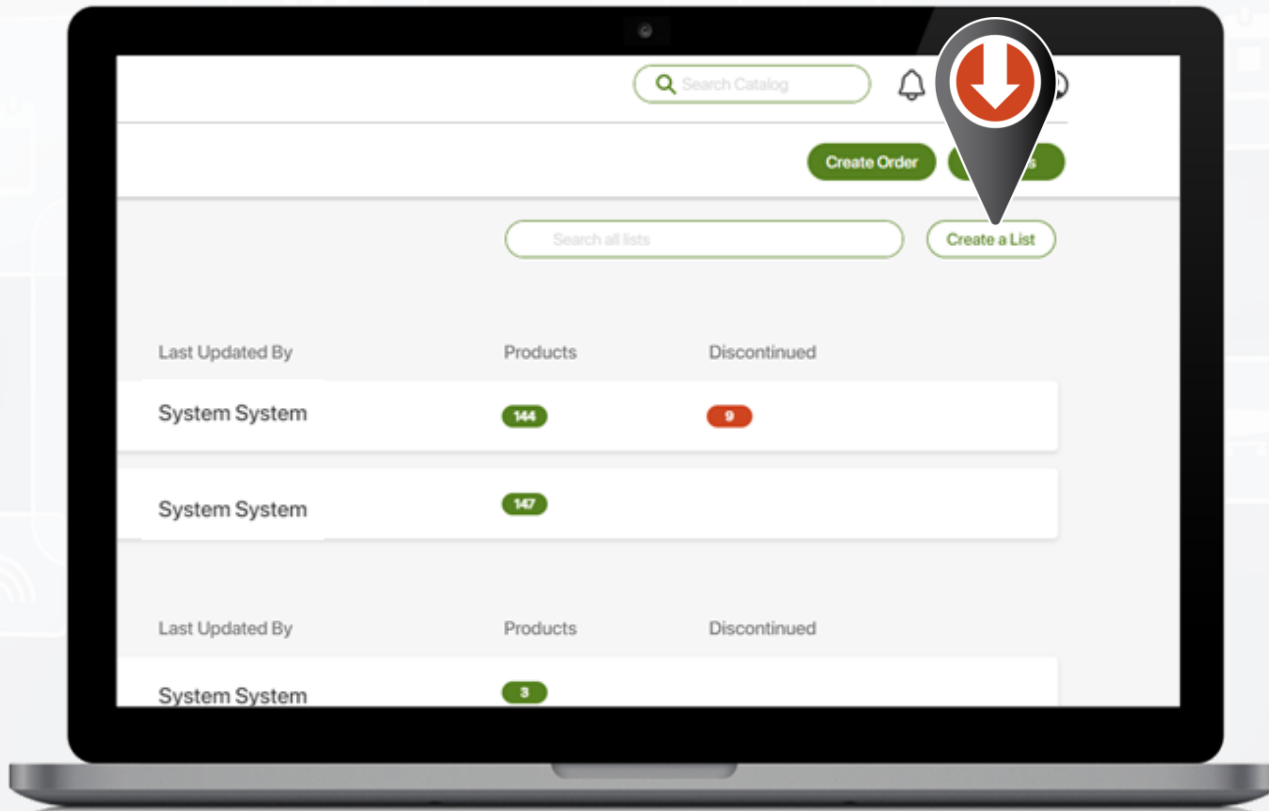 Search Catalog
Create Order
Search all lists
Create a List
Last Updated By Products Discontinued
System System 144 9
System System 147
Last Updated By Products Discontinued
System System 3